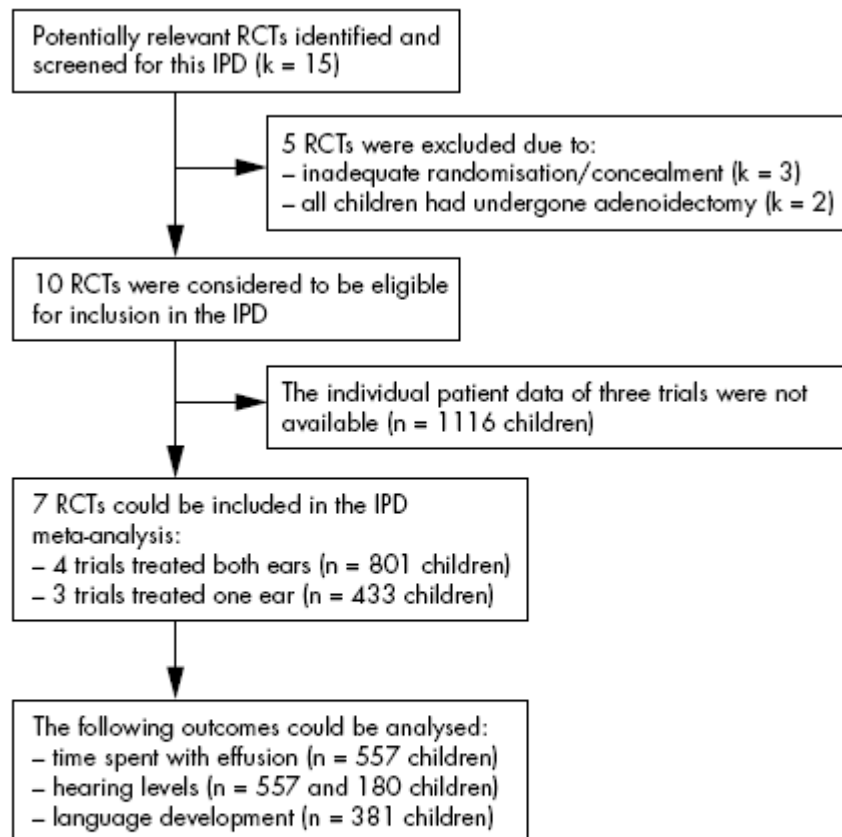 Potentially relevant RCTs identified and
screened for this IPD (k = 15)
5 RCTs were excluded due to:
– inadequate randomisation/concealment (k = 3)
– all children had undergone adenoidectomy (k = 2)
10 RCTs were considered to be eligible
for inclusion in the IPD
The individual patient data of three trials were not
available (n = 1116 children)
7 RCTs could be included in the IPD
meta-analysis:
– 4 trials treated both ears (n = 801 children)
– 3 trials treated one ear (n = 433 children)
The following outcomes could be analysed:
– time spent with effusion (n = 557 children)
– hearing levels (n = 557 and 180 children)
– language development (n = 381 children)